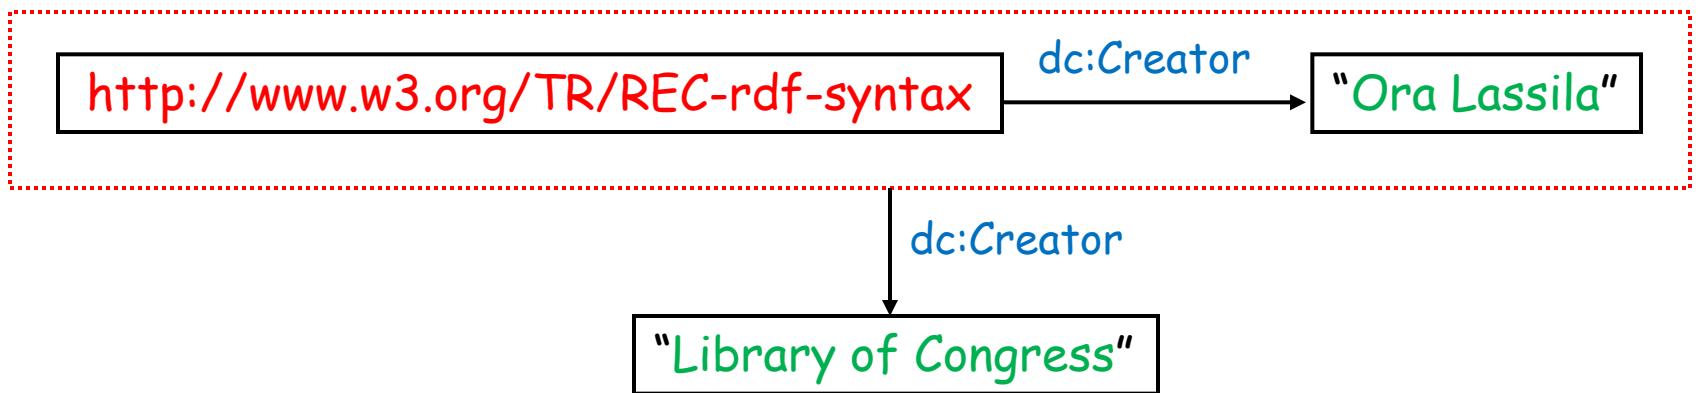 dc:Creator
http://www.w3.org/TR/REC-rdf-syntax
“Ora Lassila”
dc:Creator
“Library of Congress”